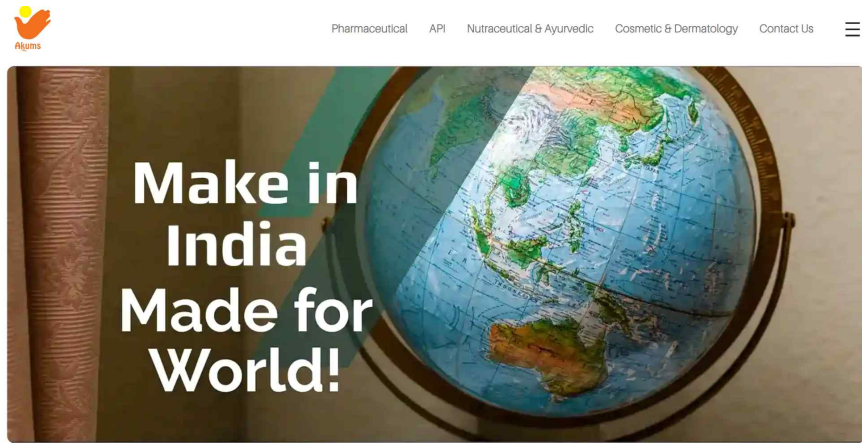 Akums
Pharmaceutical API Nutraceutical & Ayurvedic Cosmetic & Dermatology Contact Us
Make in
India
Made for
World!